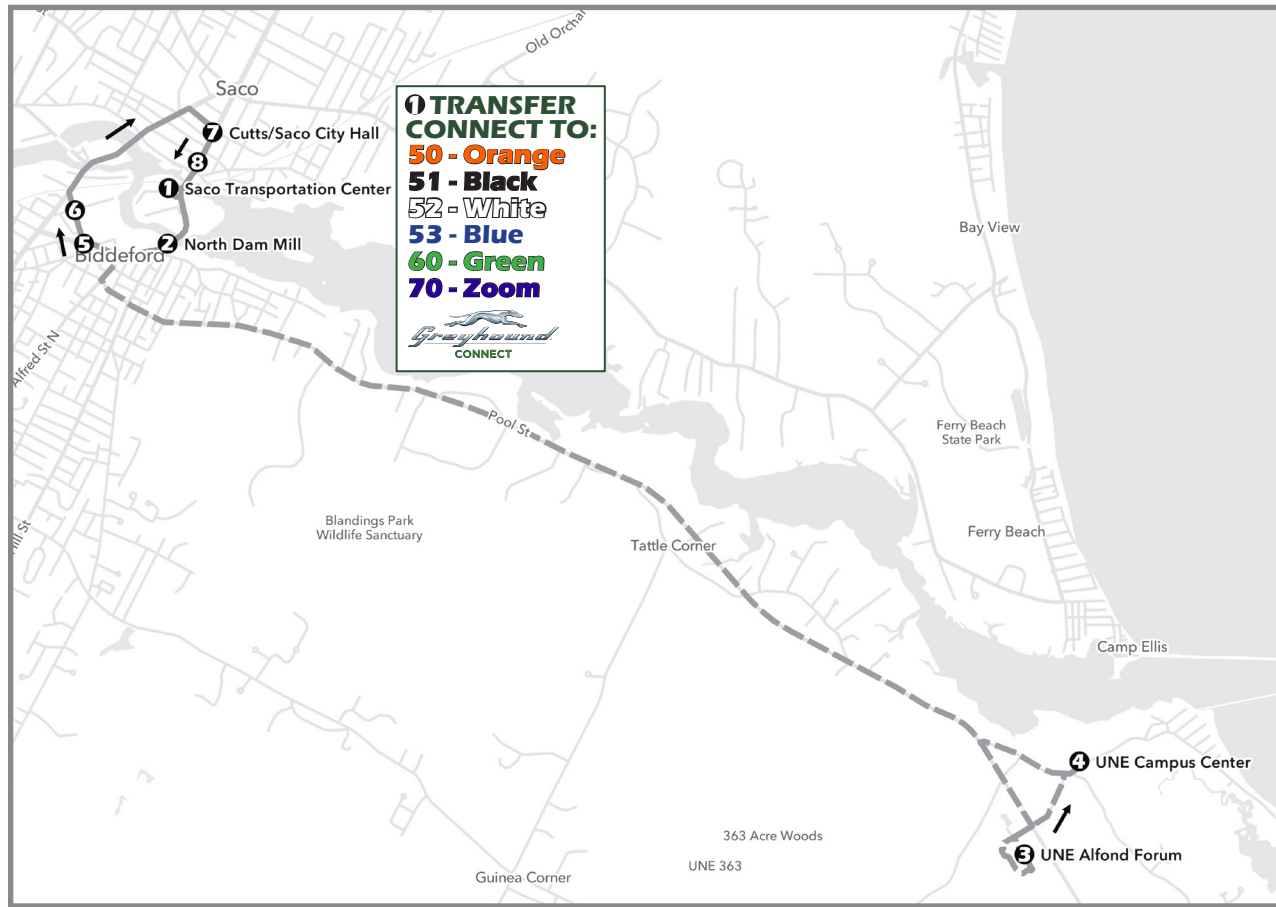 Old Orchar
Saco
7 Cutts/Saco City Hall
8
1 Saco Transportation Center
6
5
2 North Dam Mill
Biddeford
1 TRANSFER
CONNECT TO:
50 - Orange
51 - Black
52 - White
53 - Blue
60 - Green
70 - Zoom
Greyhound
CONNECT
Bay View
Alfred St N
Pool St
Ferry Beach
State Park
Blandings Park
Wildlife Sanctuary
Hill St
Tattle Corner
Ferry Beach
Camp Ellis
4 UNE Campus Center
363 Acre Woods
UNE 363
3 UNE Alfond Forum
Guinea Corner